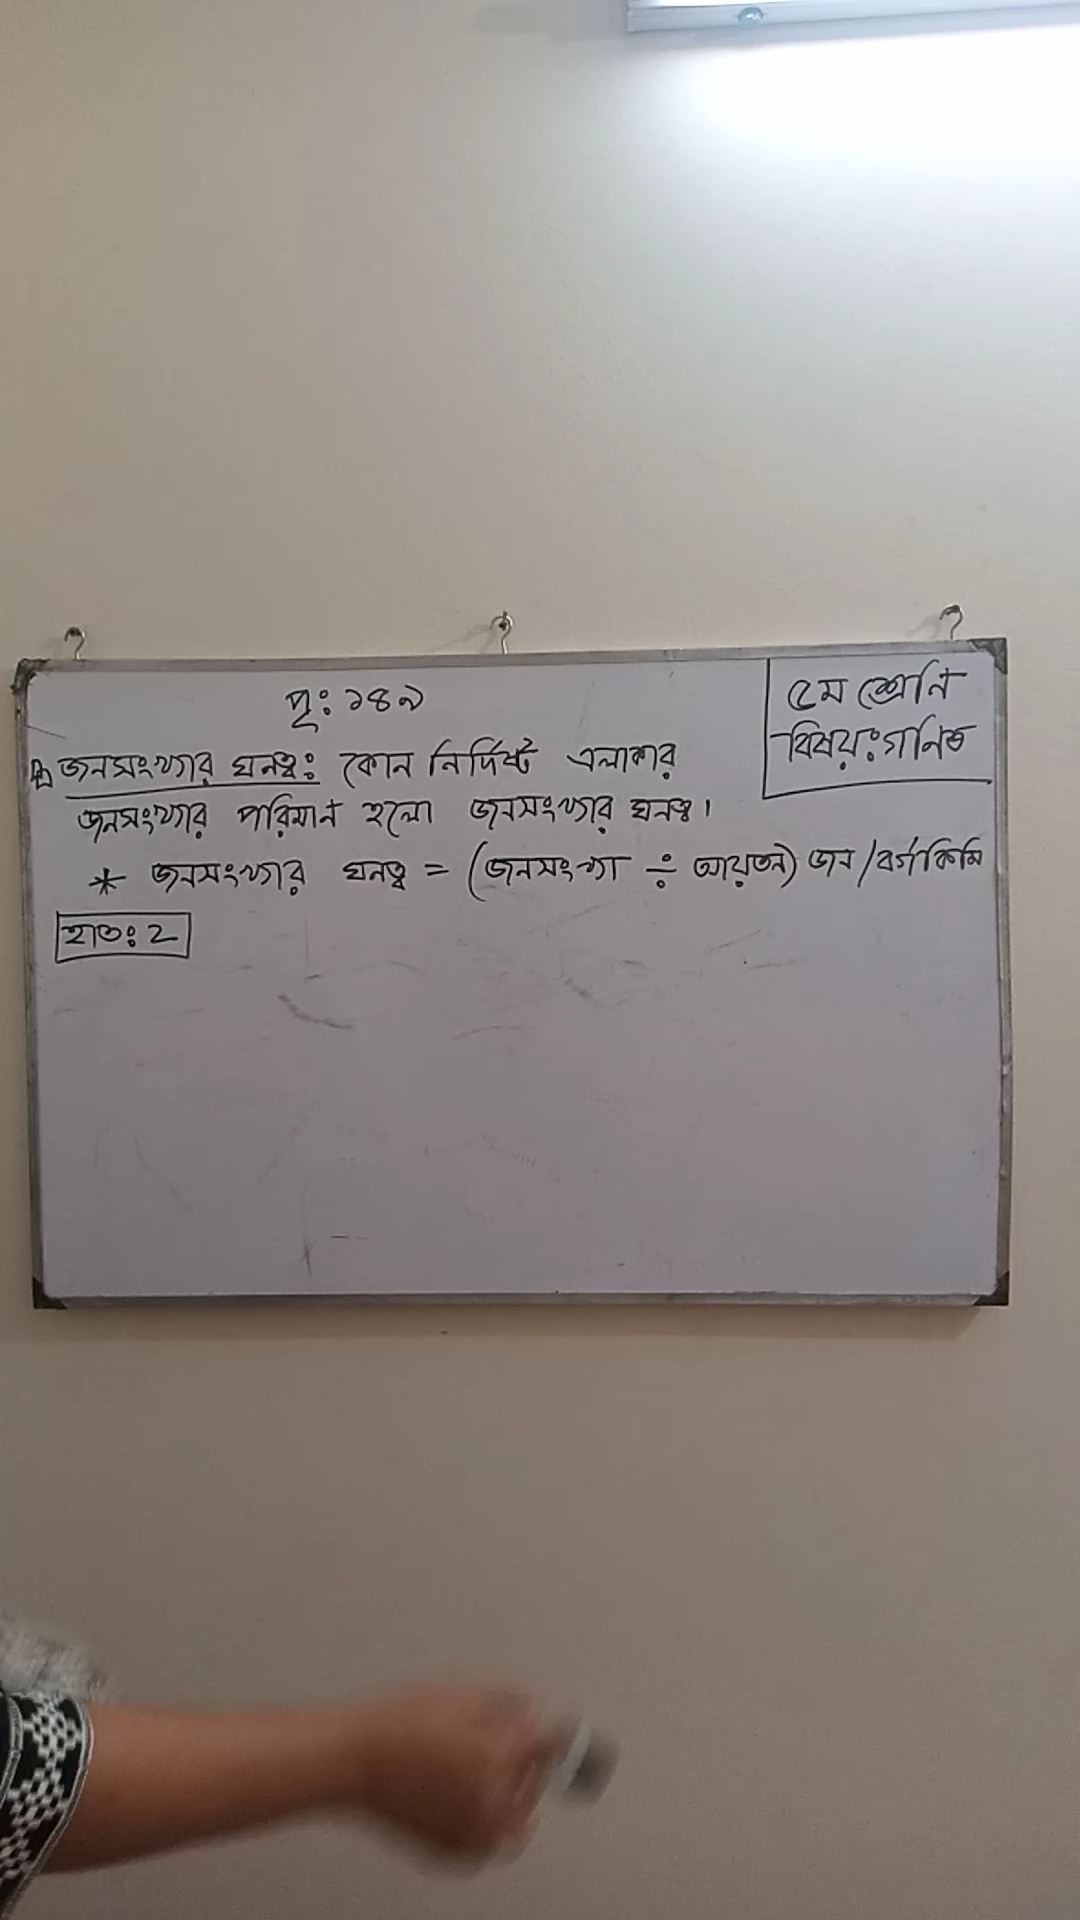 পৃঃ ১৪৯
৫ম শ্রেনি
বিষয়ঃ গনিত
জনসংখ্যার ঘনত্বঃ কোন নির্দিষ্ট এলাকার
জনসংখ্যার পরিমান হলো জনসংখ্যার ঘনত্ব।
* জনসংখ্যার ঘনত্ব = (জনসংখ্যা ÷ আয়তন) জন/বর্গকিমি
হাতঃ ২